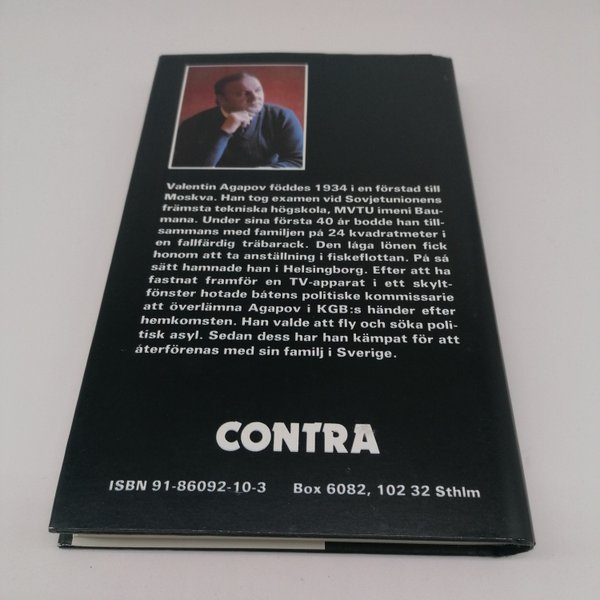 Valentin Agapov föddes 1934 i en förstad till
Moskva. Han tog examen vid Sovjetunionens
främsta tekniska högskola, MVTU imeni Bau-
mana. Under sina första 40 år bodde han till-
sammans med familjen på 24 kvadratmeter i
en fallfärdig träbarack. Den låga lönen fick
honom att ta anställning i fiskeflottan. På så
sätt hamnade han i Helsingborg. Efter att ha
fastnat framför en TV-apparat i ett skylt-
fönster hotade båtens politiske kommissarie
att överlämna Agapov i KGB:s händer efter
hemkomsten. Han valde att fly och söka poli-
tisk asyl. Sedan dess har han kämpat för att
återförenas med sin familj i Sverige.
CONTRA
ISBN 91-86092-10-3 Box 6082, 102 32 Sthlm